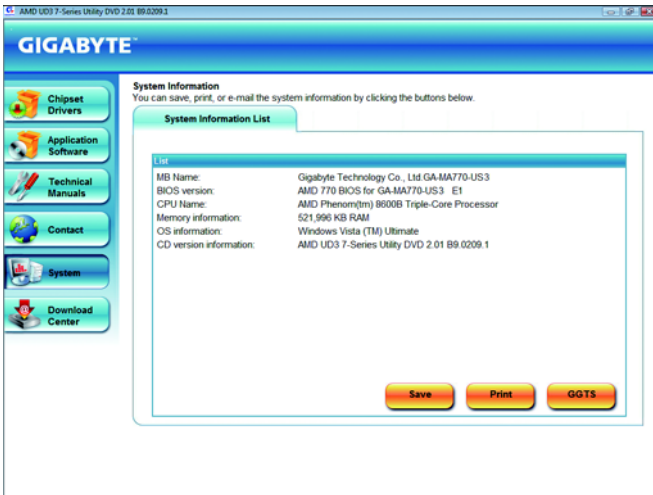 AMD UD3 7-Series Utility DVD 2.01 B9.0209.1
GIGABYTE™
Chipset
Drivers
Application
Software
Technical
Manuals
Contact
System
Download
Center
System Information
You can save, print, or e-mail the system information by clicking the buttons below.
System Information List
List
MB Name: Gigabyte Technology Co., Ltd.GA-MA770-US3
BIOS version: AMD 770 BIOS for GA-MA770-US3 E1
CPU Name: AMD Phenom(tm) 8600B Triple-Core Processor
Memory information: 521,996 KB RAM
OS information: Windows Vista (TM) Ultimate
CD version information: AMD UD3 7-Series Utility DVD 2.01 B9.0209.1
Save Print GGTS